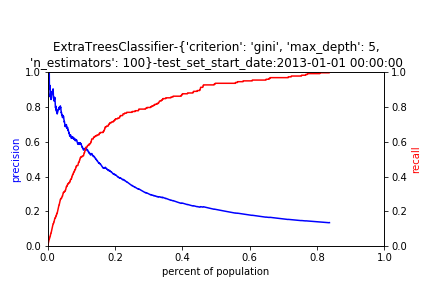 ExtraTreesClassifier-{'criterion': 'gini', 'max_depth': 5,
'n_estimators': 100}-test_set_start_date:2013-01-01 00:00:00
1.0 1.0
0.8 0.8
0.6 0.6
precision recall
0.4 0.4
0.2 0.2
0.0 0.0
0.0 0.2 0.4 0.6 0.8 1.0
percent of population